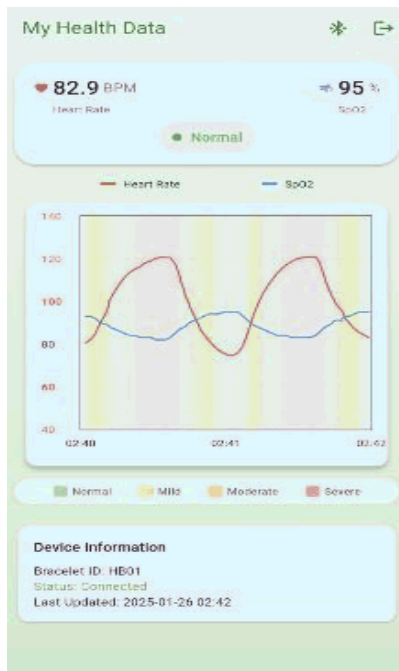 My Health Data
82.9 BPM
Heart Rate
95 %
SpO2
Normal
Heart Rate SpO2
140
120
100
80
60
40
02:40 02:41 02:42
Normal Mild Moderate Severe
Device Information
Bracelet ID: HB01
Status: Connected
Last Updated: 2025-01-26 02:42